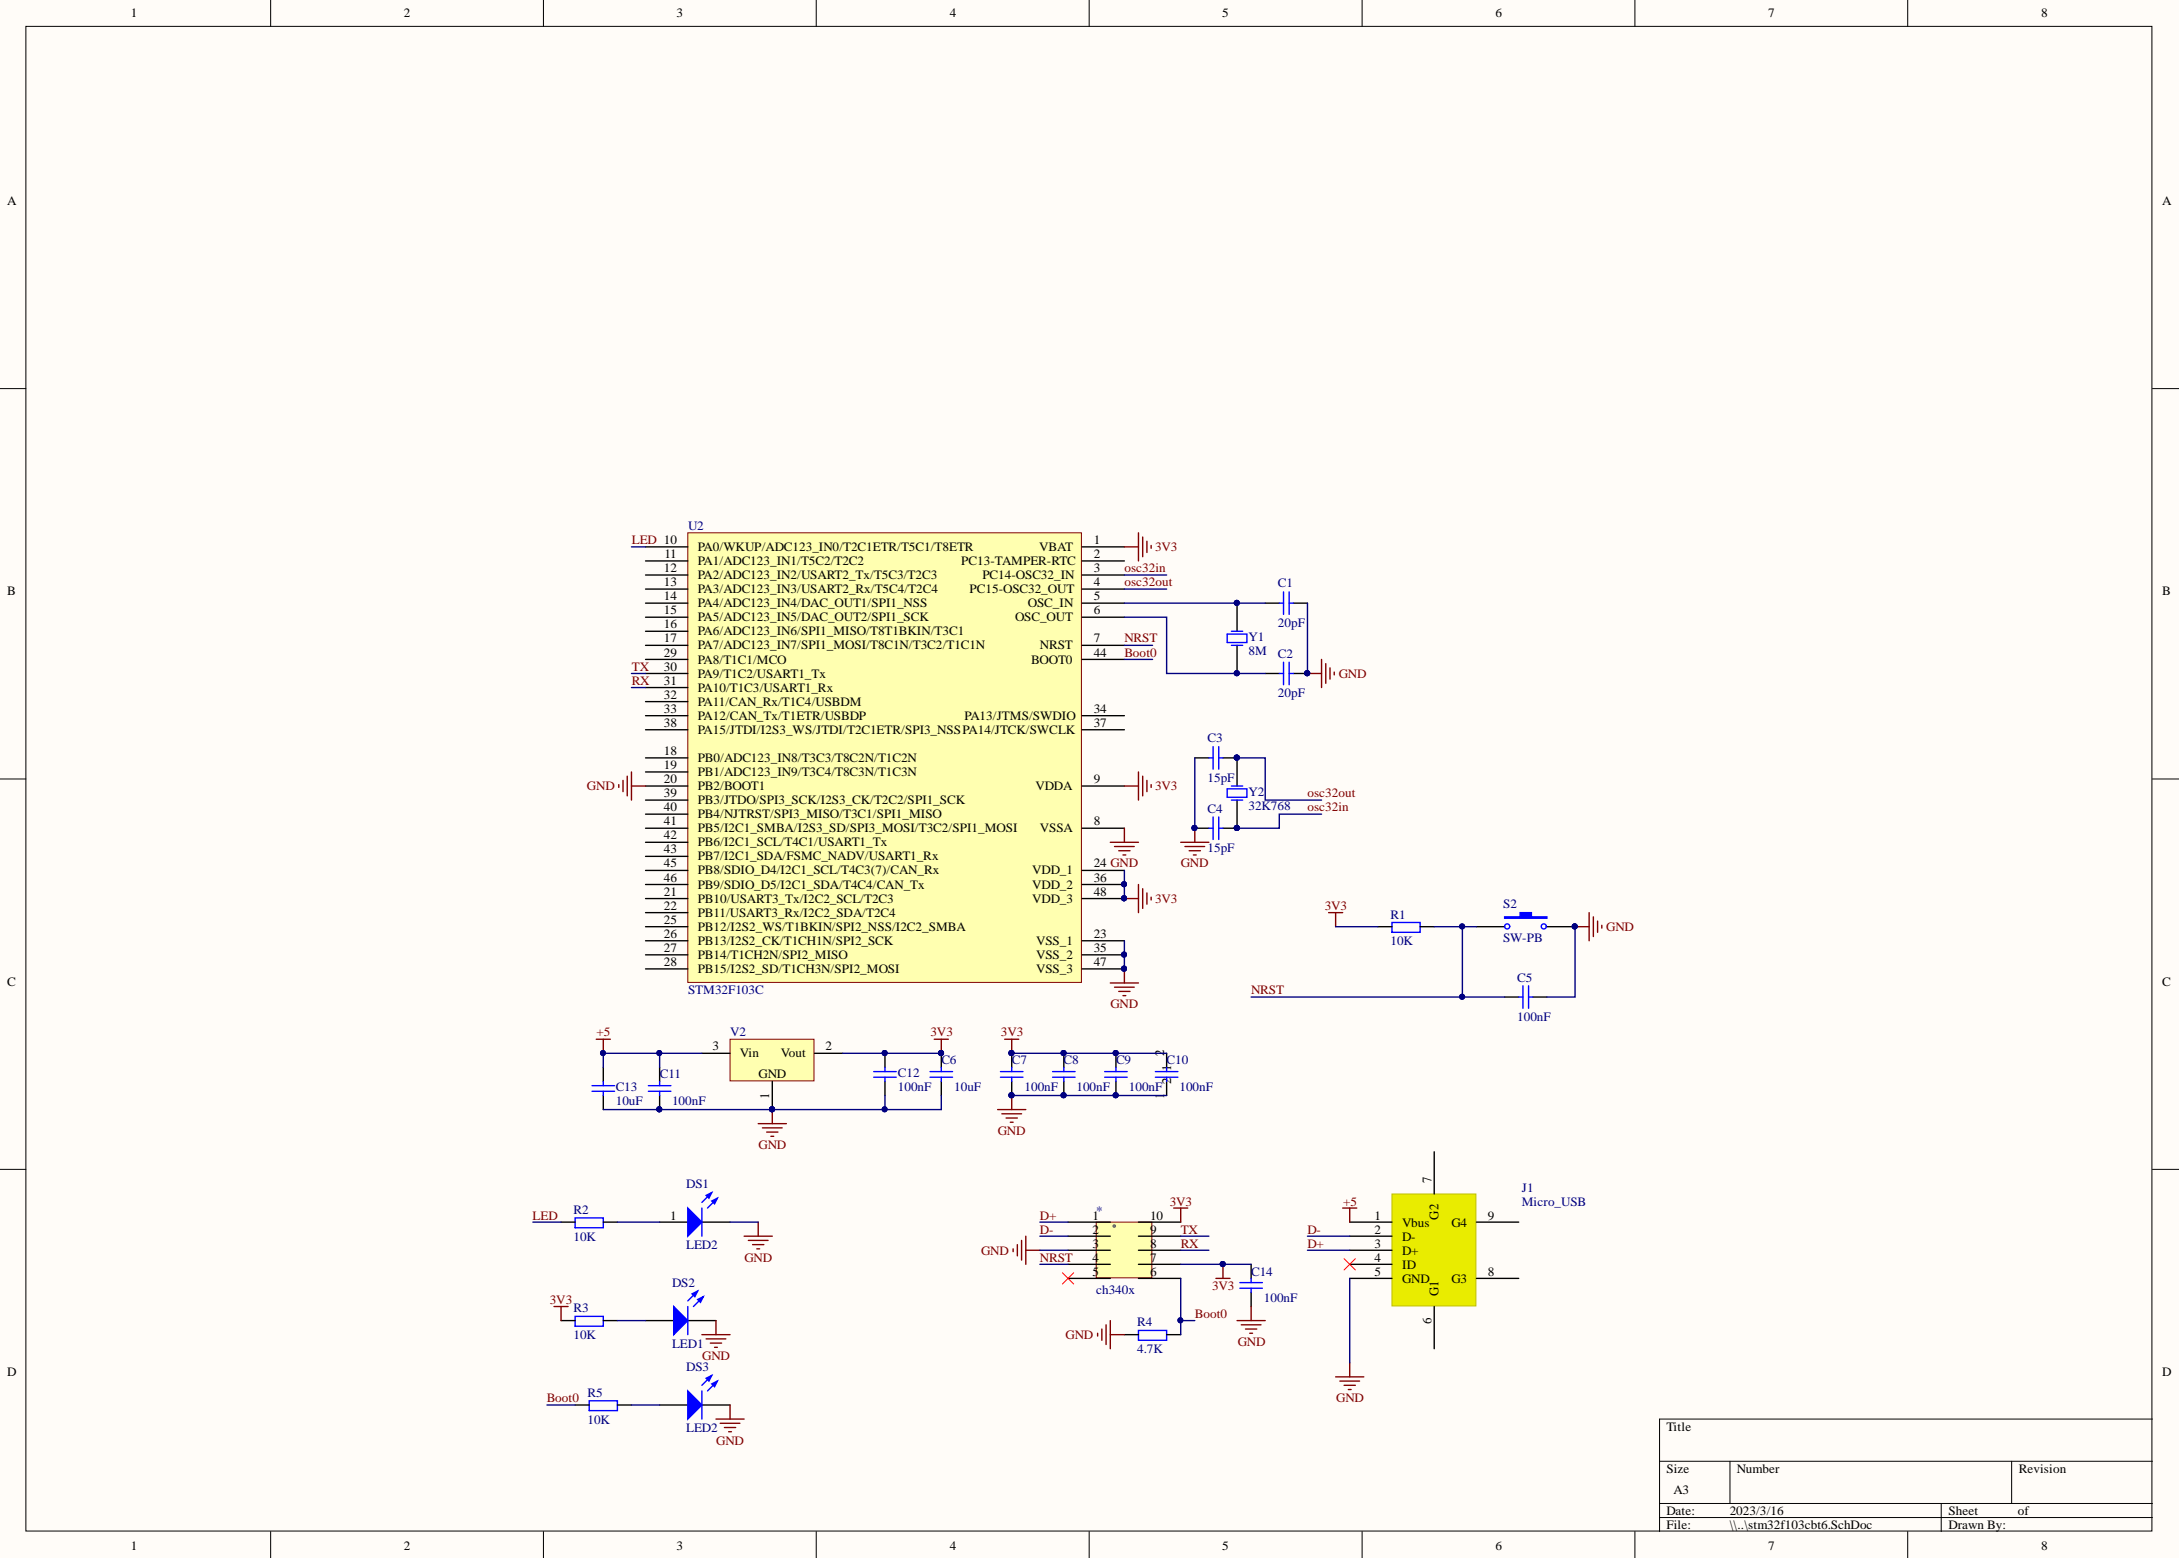 1 2 3 4 5 6 7 8
A A
B B
C C
D D
1 2 3 4 5 6 7 8
U2
LED 10 PA0/WKUP/ADC123_IN0/T2C1ETR/T5C1/T8ETR
11 PA1/ADC123_IN1/T5C2/T2C2
12 PA2/ADC123_IN2/USART2_Tx/T5C3/T2C3
13 PA3/ADC123_IN3/USART2_Rx/T5C4/T2C4
14 PA4/ADC123_IN4/DAC_OUT1/SPI1_NSS
15 PA5/ADC123_IN5/DAC_OUT2/SPI1_SCK
16 PA6/ADC123_IN6/SPI1_MISO/T8T1BKIN/T3C1
17 PA7/ADC123_IN7/SPI1_MOSI/T8C1N/T3C2/T1C1N
29 PA8/T1C1/MCO
TX 30 PA9/T1C2/USART1_Tx
RX 31 PA10/T1C3/USART1_Rx
32 PA11/CAN_Rx/T1C4/USBDM
33 PA12/CAN_Tx/T1ETR/USBDP
38 PA15/JTDI/I2S3_WS/JTDI/T2C1ETR/SPI3_NSS
18 PB0/ADC123_IN8/T3C3/T8C2N/T1C2N
19 PB1/ADC123_IN9/T3C4/T8C3N/T1C3N
GND 20 PB2/BOOT1
39 PB3/JTDO/SPI3_SCK/I2S3_CK/T2C2/SPI1_SCK
40 PB4/NJTRST/SPI3_MISO/T3C1/SPI1_MISO
41 PB5/I2C1_SMBA/I2S3_SD/SPI3_MOSI/T3C2/SPI1_MOSI
42 PB6/I2C1_SCL/T4C1/USART1_Tx
43 PB7/I2C1_SDA/FSMC_NADV/USART1_Rx
45 PB8/SDIO_D4/I2C1_SCL/T4C3(7)/CAN_Rx
46 PB9/SDIO_D5/I2C1_SDA/T4C4/CAN_Tx
21 PB10/USART3_Tx/I2C2_SCL/T2C3
22 PB11/USART3_Rx/I2C2_SDA/T2C4
25 PB12/I2S2_WS/T1BKIN/SPI2_NSS/I2C2_SMBA
26 PB13/I2S2_CK/T1CH1N/SPI2_SCK
27 PB14/T1CH2N/SPI2_MISO
28 PB15/I2S2_SD/T1CH3N/SPI2_MOSI
VBAT 1 3V3
PC13-TAMPER-RTC 2
PC14-OSC32_IN 3 osc32in
PC15-OSC32_OUT 4 osc32out
OSC_IN 5
OSC_OUT 6
NRST 7 NRST
BOOT0 44 Boot0
PA13/JTMS/SWDIO 34
PA14/JTCK/SWCLK 37
VDDA 9 3V3
VSSA 8
GND
VDD_1 24
VDD_2 36
VDD_3 48 3V3
VSS_1 23
VSS_2 35
VSS_3 47
GND
STM32F103C
C1
20pF
Y1
8M
C2
GND
20pF
C3
15pF
Y2
32K768
osc32out
osc32in
C4
15pF
GND
3V3
R1
10K
S2
SW-PB
GND
NRST
C5
100nF
+5
V2
3V3
3 Vin Vout 2
GND
1
C13
10uF
C11
100nF
C12
100nF
C6
10uF
GND
3V3
C7 C8 C9 C10
100nF 100nF 100nF 100nF
2
1
2
1
GND
LED
R2
10K
1
DS1
LED2
GND
3V3
R3
10K
DS2
LED1
GND
Boot0
R5
10K
DS3
LED2
GND
*
D+ 1 10 3V3
D- 2 9 TX
GND 3 8 RX
NRST 4 7
5 6
ch340x
3V3
C14
100nF
GND
Boot0
GND
R4
4.7K
J1
Micro_USB
+5
1 Vbus
D- 2 D-
D+ 3 D+
4 ID
5 GND
G2 7
G4 9
G3 8
G1 6
GND
Title
Size
A3
Number
Revision
Date: 2023/3/16
Sheet of
File: \\..\stm32f103cbt6.SchDoc
Drawn By: